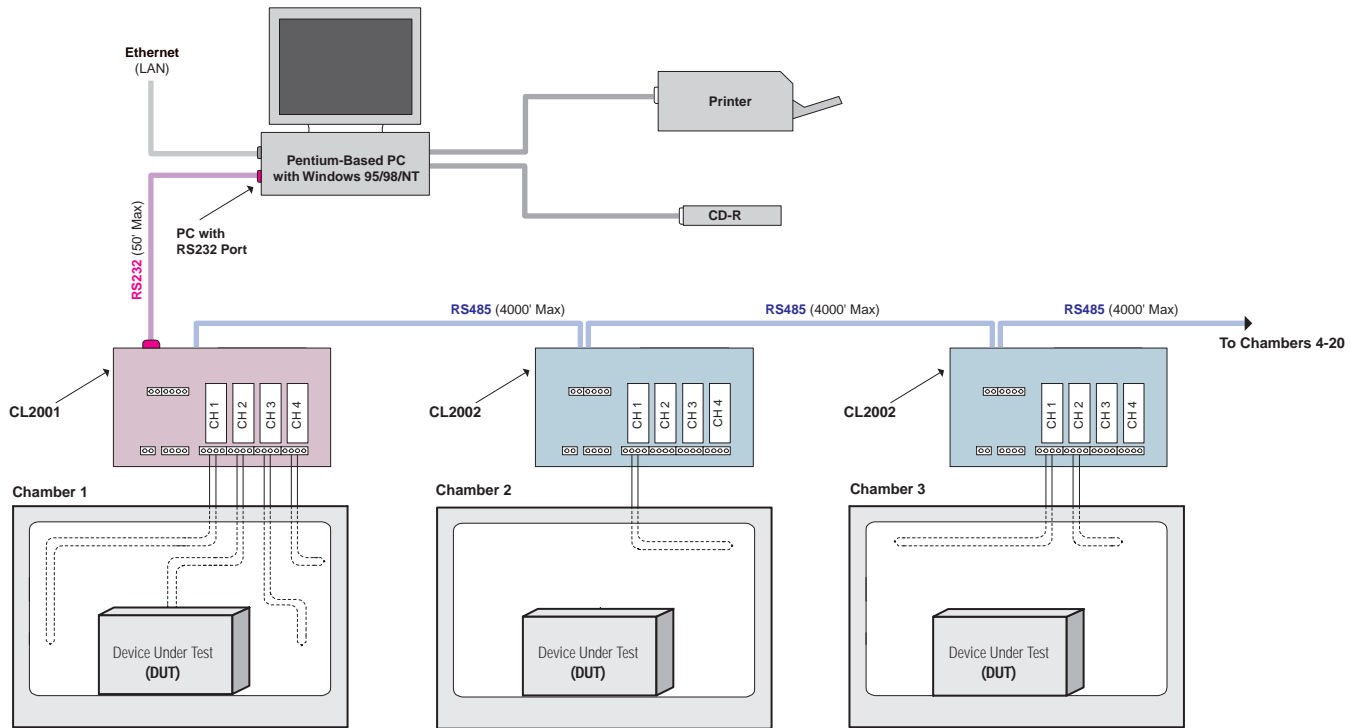 Ethernet
(LAN)
Printer
Pentium-Based PC
with Windows 95/98/NT
CD-R
PC with
RS232 Port
RS232 (50' Max)
RS485 (4000' Max)
RS485 (4000' Max)
RS485 (4000' Max)
To Chambers 4-20
CL2001
CH 1
CH 2
CH 3
CH 4
CL2002
CH 1
CH 2
CH 3
CH 4
CL2002
CH 1
CH 2
CH 3
CH 4
Chamber 1
Chamber 2
Chamber 3
Device Under Test
(DUT)
Device Under Test
(DUT)
Device Under Test
(DUT)